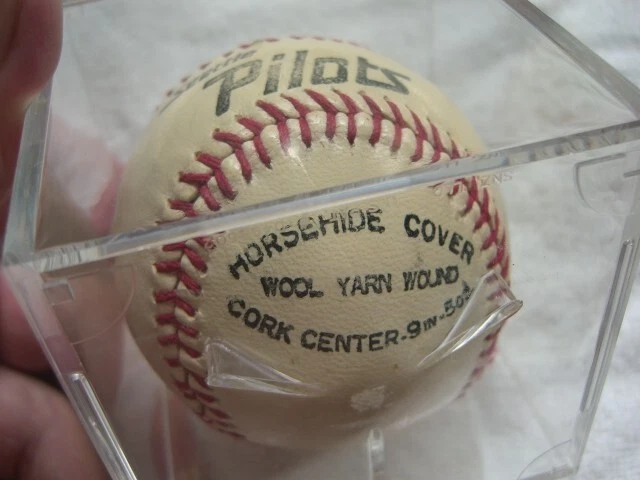 Pilots
HORSEHIDE COVER
WOOL YARN WOUND
CORK CENTER-9IN-5OZ